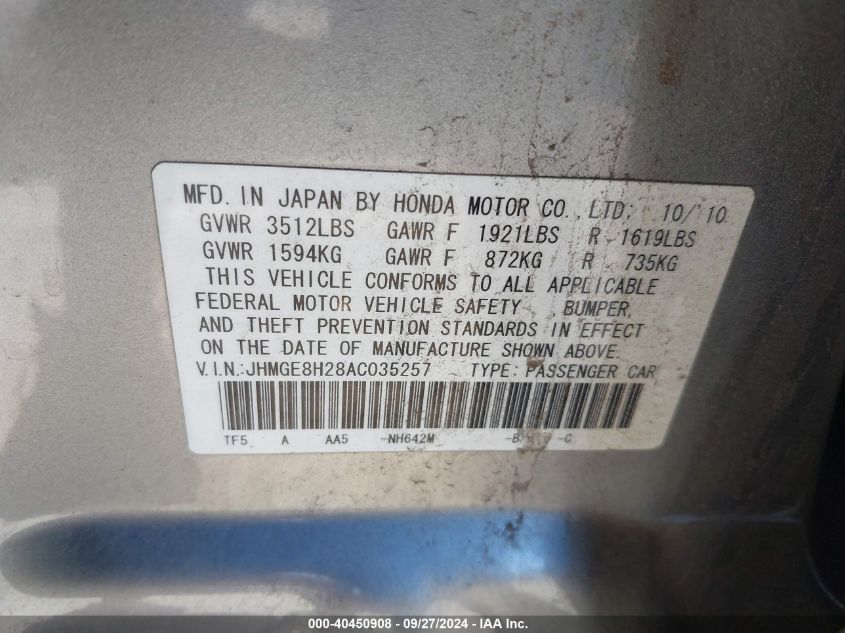 MFD. IN JAPAN BY HONDA MOTOR CO., LTD: 10/'10
GVWR 3512LBS GAWR F 1921LBS R 1619LBS
GVWR 1594KG GAWR F 872KG R 735KG
THIS VEHICLE CONFORMS TO ALL APPLICABLE
FEDERAL MOTOR VEHICLE SAFETY, BUMPER,
AND THEFT PREVENTION STANDARDS IN EFFECT
ON THE DATE OF MANUFACTURE SHOWN ABOVE.
V.I.N.:JHMGE8H28AC035257 TYPE: PASSENGER CAR
TF5 A AA5 -NH642M -B -C
000-40450908 - 09/27/2024 - IAA Inc.